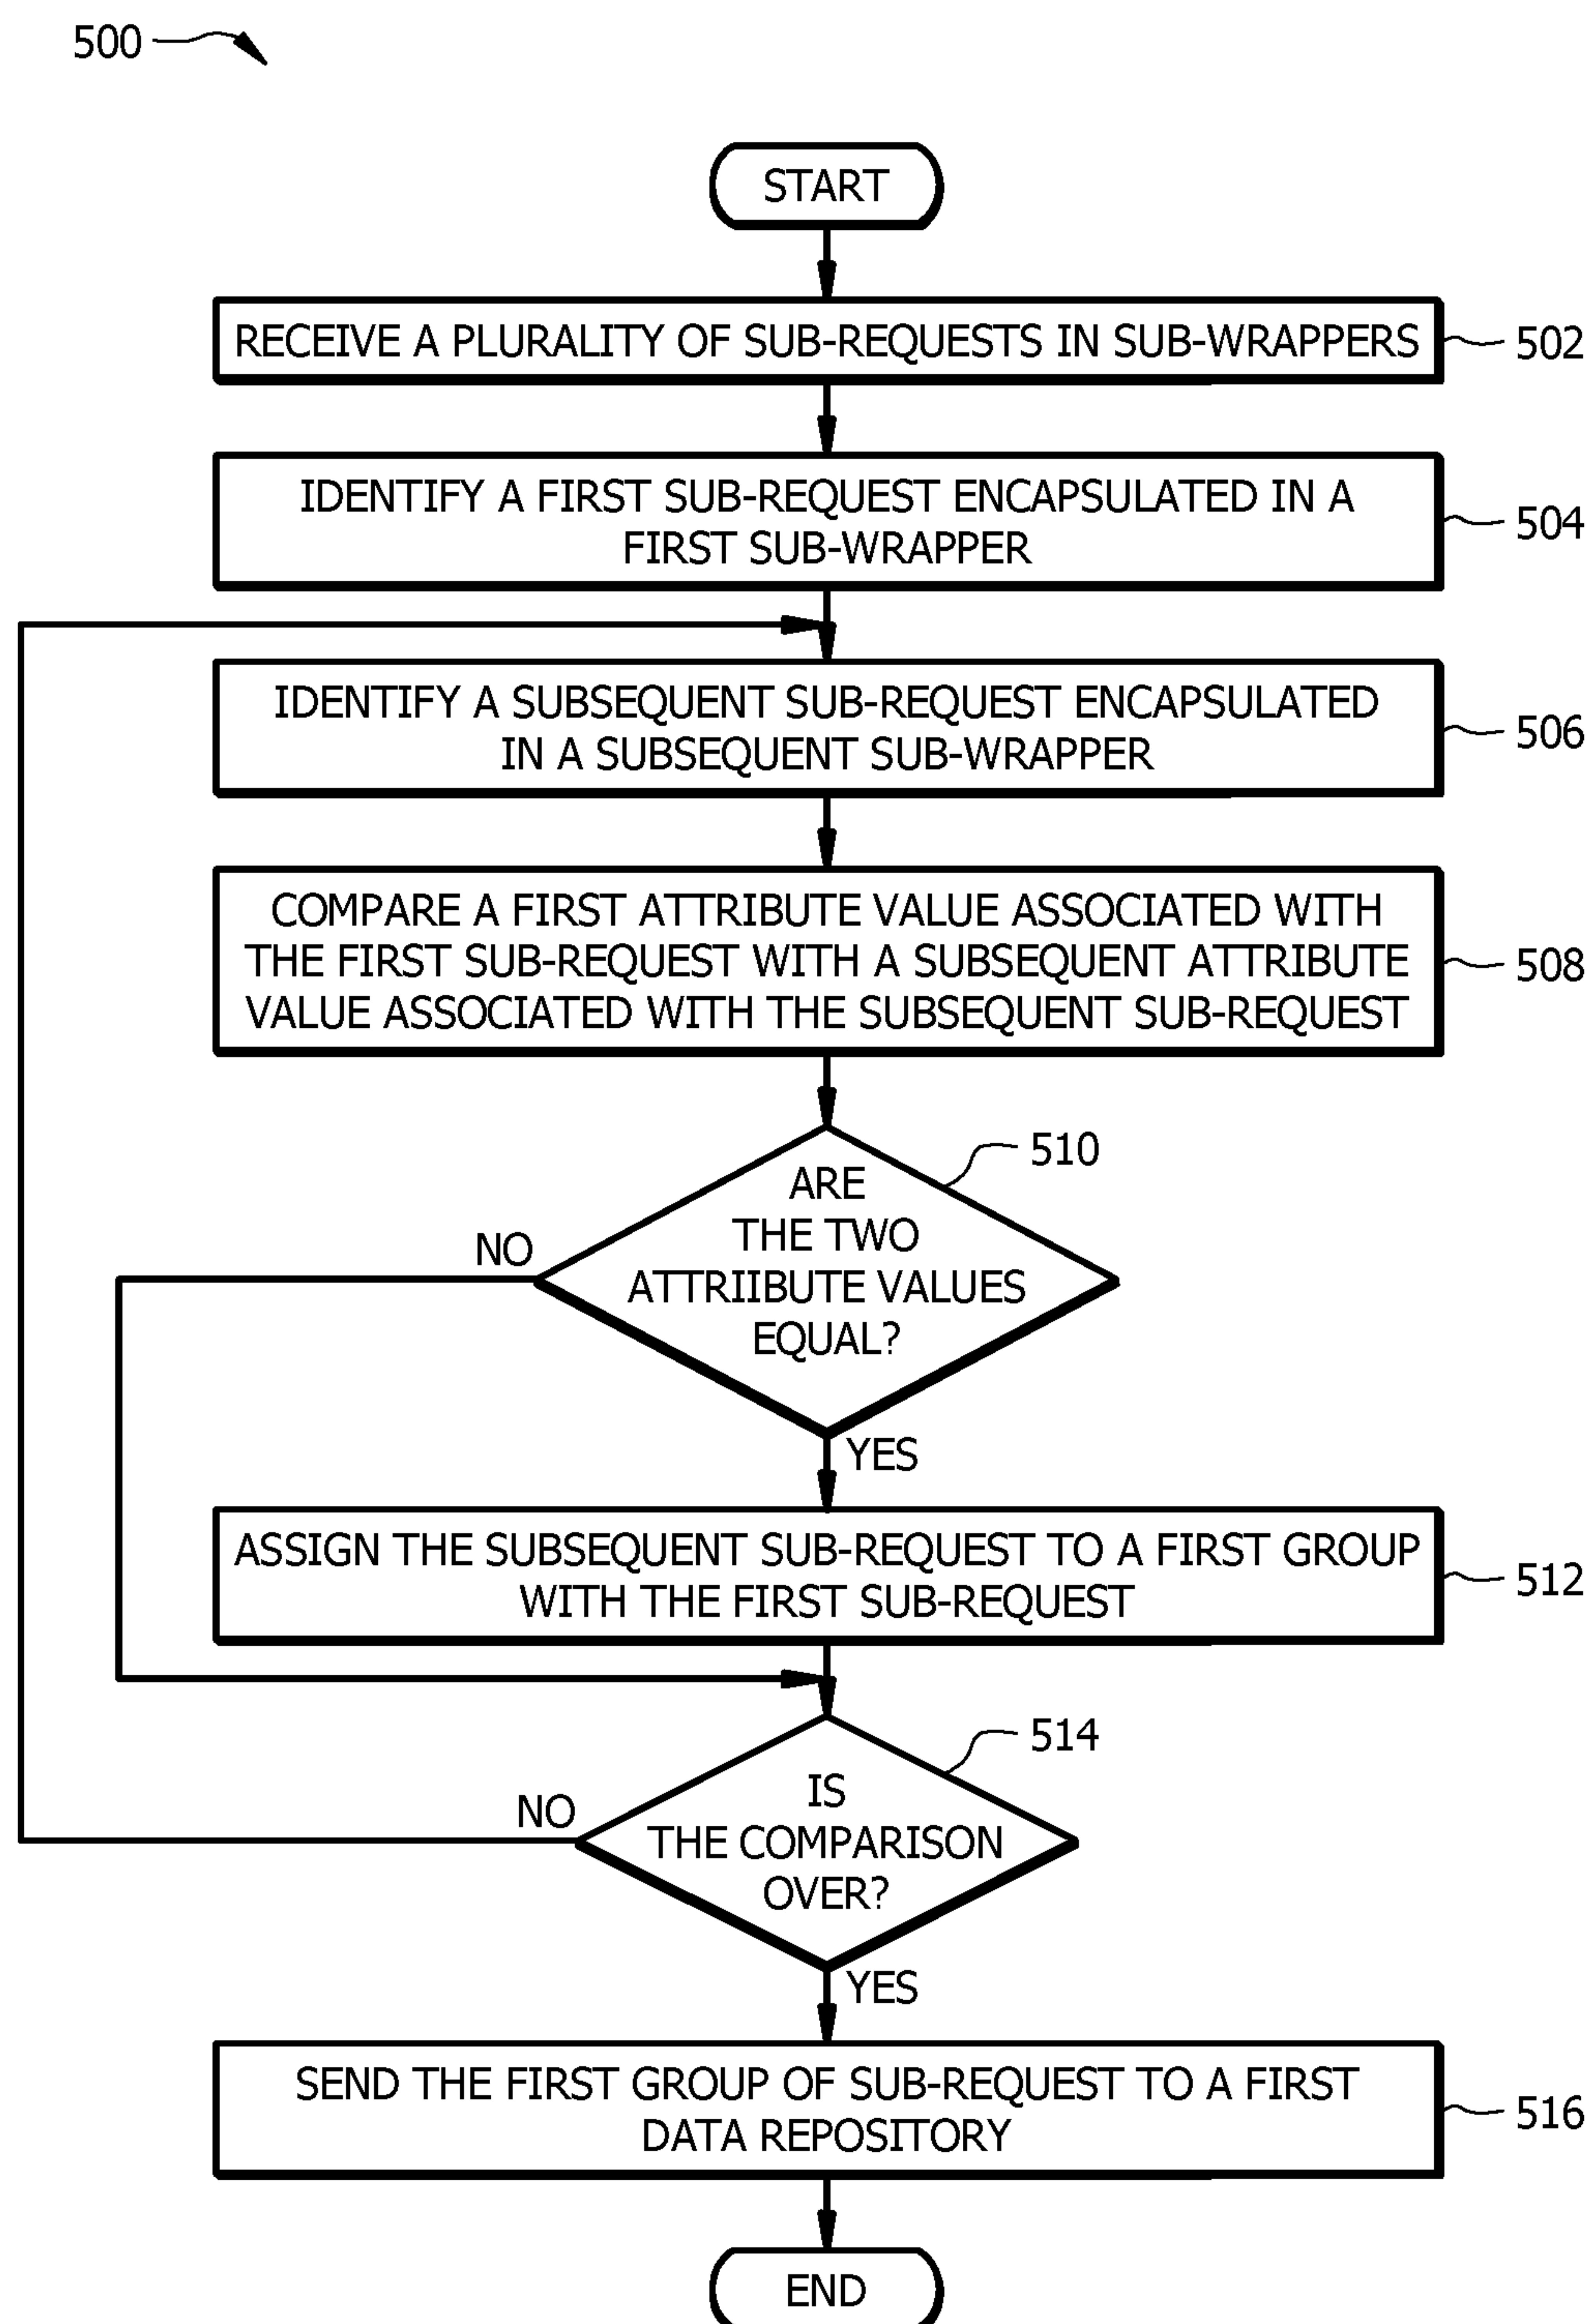 500
START
RECEIVE A PLURALITY OF SUB-REQUESTS IN SUB-WRAPPERS
502
IDENTIFY A FIRST SUB-REQUEST ENCAPSULATED IN A
FIRST SUB-WRAPPER
504
IDENTIFY A SUBSEQUENT SUB-REQUEST ENCAPSULATED
IN A SUBSEQUENT SUB-WRAPPER
506
COMPARE A FIRST ATTRIBUTE VALUE ASSOCIATED WITH
THE FIRST SUB-REQUEST WITH A SUBSEQUENT ATTRIBUTE
VALUE ASSOCIATED WITH THE SUBSEQUENT SUB-REQUEST
508
510
ARE
THE TWO
ATTRIIBUTE VALUES
EQUAL?
NO
YES
ASSIGN THE SUBSEQUENT SUB-REQUEST TO A FIRST GROUP
WITH THE FIRST SUB-REQUEST
512
514
IS
THE COMPARISON
OVER?
NO
YES
SEND THE FIRST GROUP OF SUB-REQUEST TO A FIRST
DATA REPOSITORY
516
END